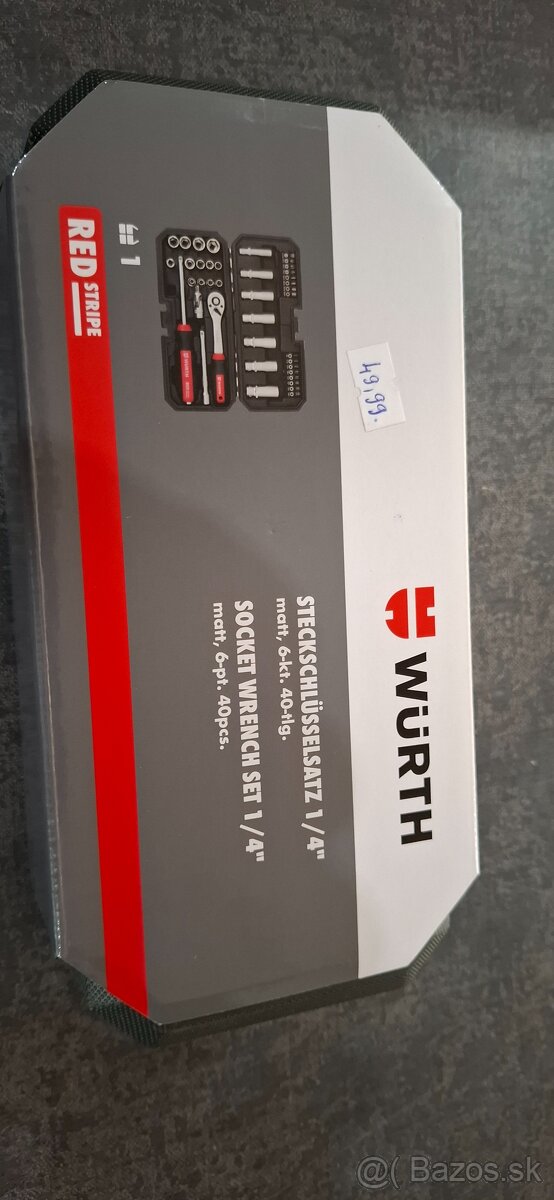 WÜRTH
49,99.
STECKSCHLÜSSELSATZ 1/4"
matt, 6-kt. 40-tlg.
SOCKET WRENCH SET 1/4"
matt, 6-pt. 40pcs.
1
RED STRIPE
@( Bazos.sk